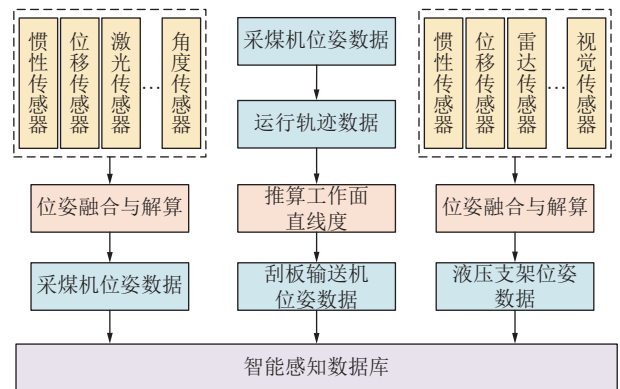 惯性传感器
位移传感器
激光传感器
…
角度传感器
位姿融合与解算
采煤机位姿数据
采煤机位姿数据
运行轨迹数据
推算工作面
直线度
刮板输送机
位姿数据
惯性传感器
位移传感器
雷达传感器
…
视觉传感器
位姿融合与解算
液压支架位姿
数据
智能感知数据库